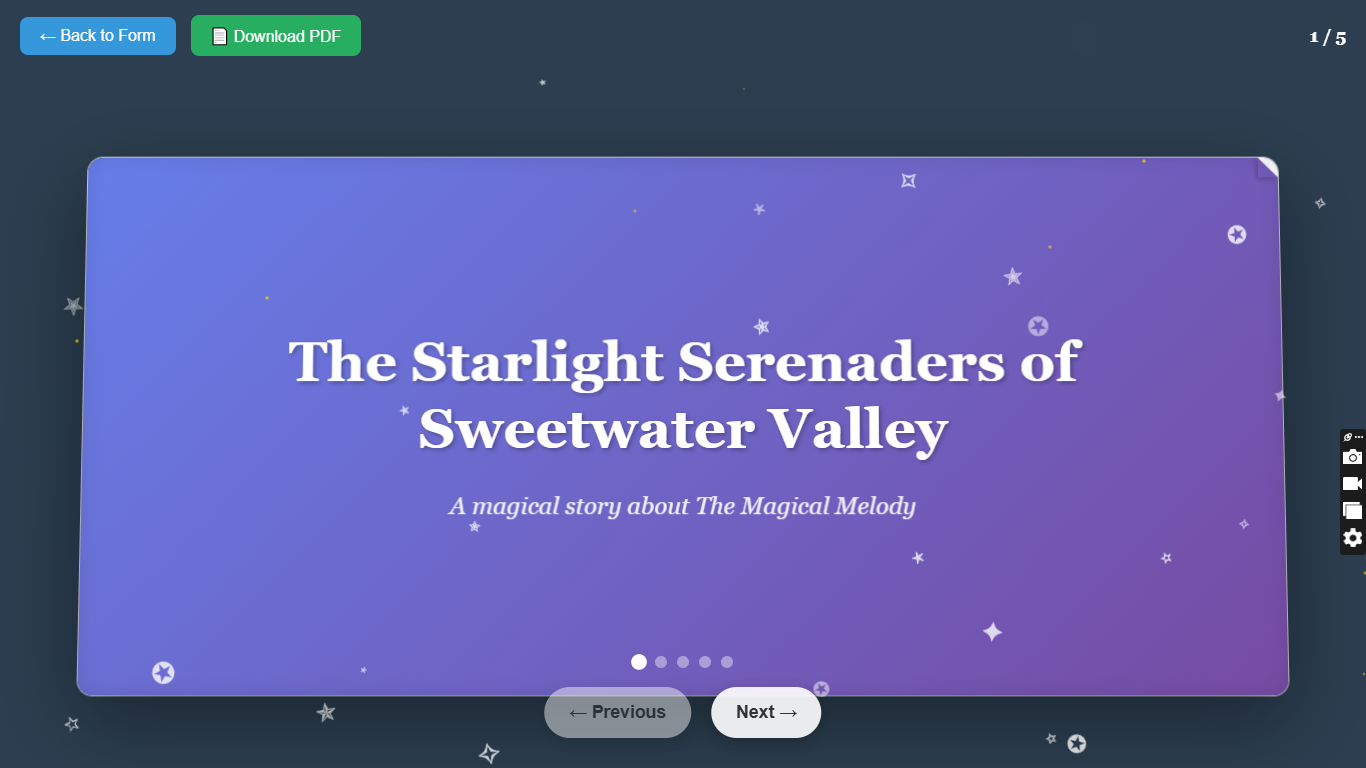 ← Back to Form
📄 Download PDF
1 / 5
The Starlight Serenaders of
Sweetwater Valley
A magical story about The Magical Melody
← Previous
Next →